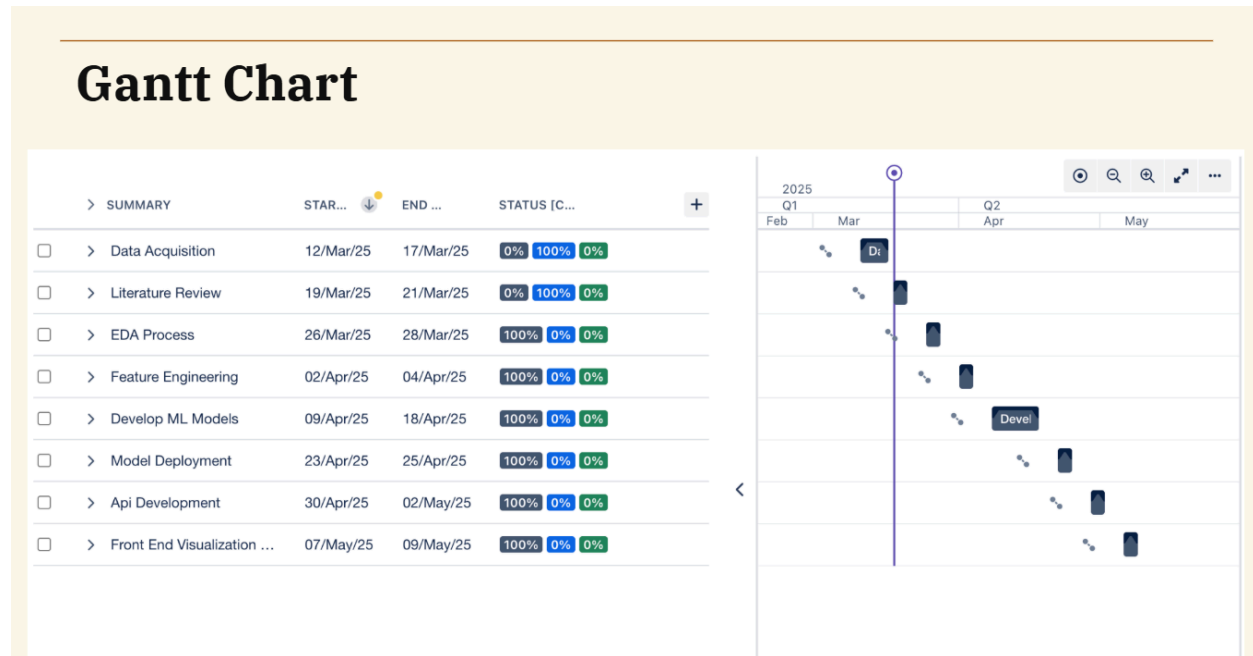 Gantt Chart
2025
SUMMARY STAR... END ... STATUS [C... Q1 Q2
Feb Mar Apr May
Data Acquisition 12/Mar/25 17/Mar/25 0% 100% 0% Da
Literature Review 19/Mar/25 21/Mar/25 0% 100% 0%
EDA Process 26/Mar/25 28/Mar/25 100% 0% 0%
Feature Engineering 02/Apr/25 04/Apr/25 100% 0% 0%
Develop ML Models 09/Apr/25 18/Apr/25 100% 0% 0% Devel
Model Deployment 23/Apr/25 25/Apr/25 100% 0% 0%
Api Development 30/Apr/25 02/May/25 100% 0% 0%
Front End Visualization ... 07/May/25 09/May/25 100% 0% 0%